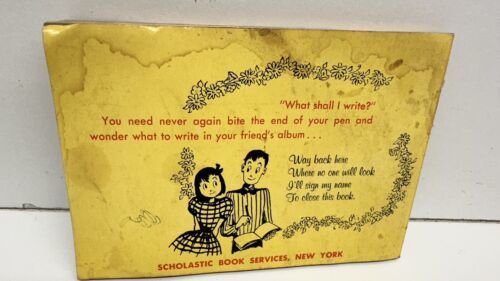 "What shall I write?"
You need never again bite the end of your pen and
wonder what to write in your friend's album . . .
Way back here
Where no one will look
I'll sign my name
To close this book.
SCHOLASTIC BOOK SERVICES, NEW YORK